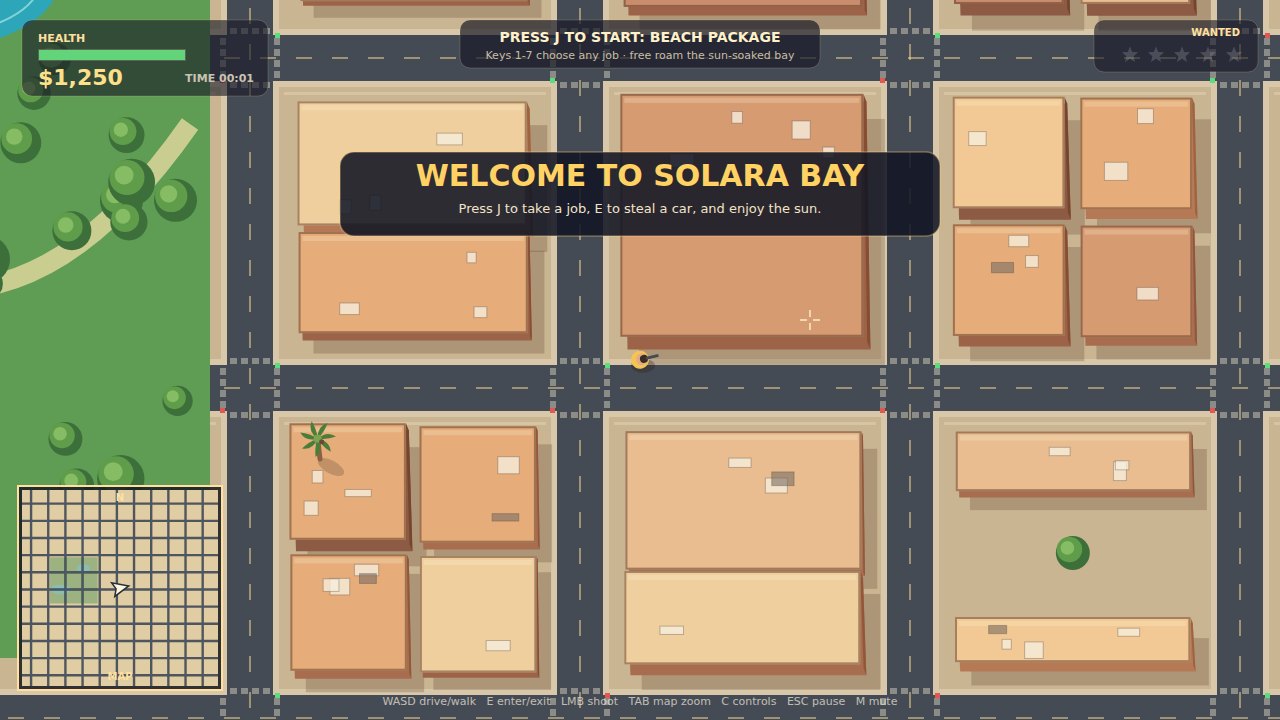 HEALTH
$1,250
TIME 00:01
PRESS J TO START: BEACH PACKAGE
Keys 1-7 choose any job · free roam the sun-soaked bay
WANTED
WELCOME TO SOLARA BAY
Press J to take a job, E to steal a car, and enjoy the sun.
N
MAP
WASD drive/walk E enter/exit LMB shoot TAB map zoom C controls ESC pause M mute